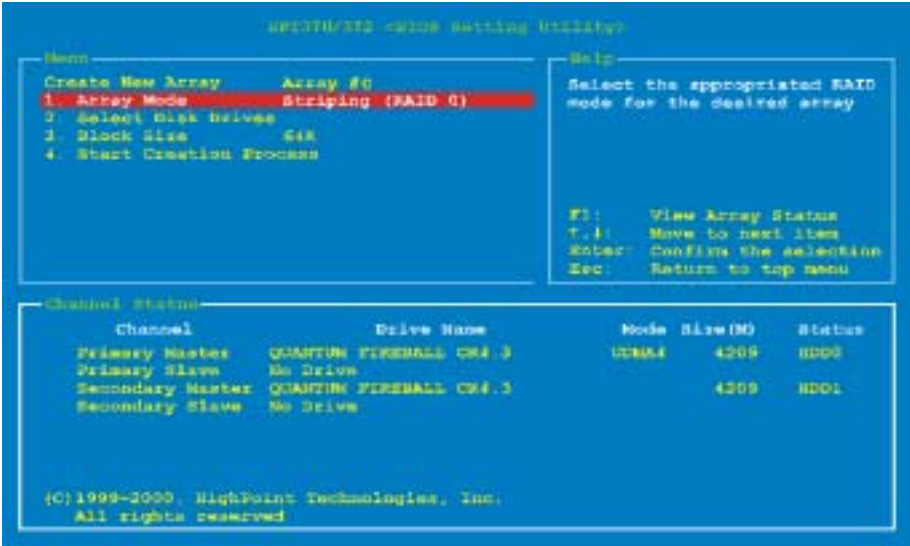 HPT370/372 <BIOS Setting Utility>
Menu
Create New Array Array #0
1. Array Mode Striping (RAID 0)
2. Select Disk Drives
3. Block Size 64K
4. Start Creation Process
Help
Select the appropriated RAID
mode for the desired array
F1: View Array Status
↑,↓: Move to next item
Enter: Confirm the selection
Esc: Return to top menu
Channel Status
Channel Drive Name Mode Size(M) Status
Primary Master QUANTUM FIREBALL CR4.3 UDMA4 4209 HDD0
Primary Slave No Drive
Secondary Master QUANTUM FIREBALL CR4.3 4209 HDD1
Secondary Slave No Drive
(C)1999-2000. HighPoint Technologies, Inc.
All rights reserved